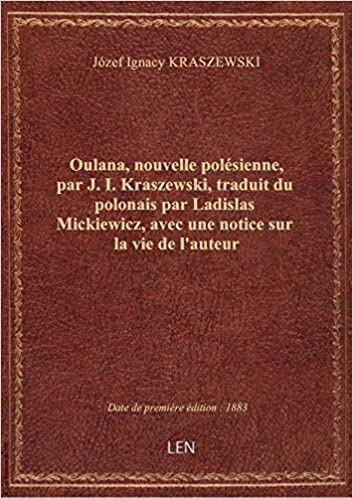 Józef Ignacy KRASZEWSKI
Oulana, nouvelle polésienne,
par J. I. Kraszewski, traduit du
polonais par Ladislas
Mickiewicz, avec une notice sur
la vie de l'auteur
Date de première édition : 1883
LEN